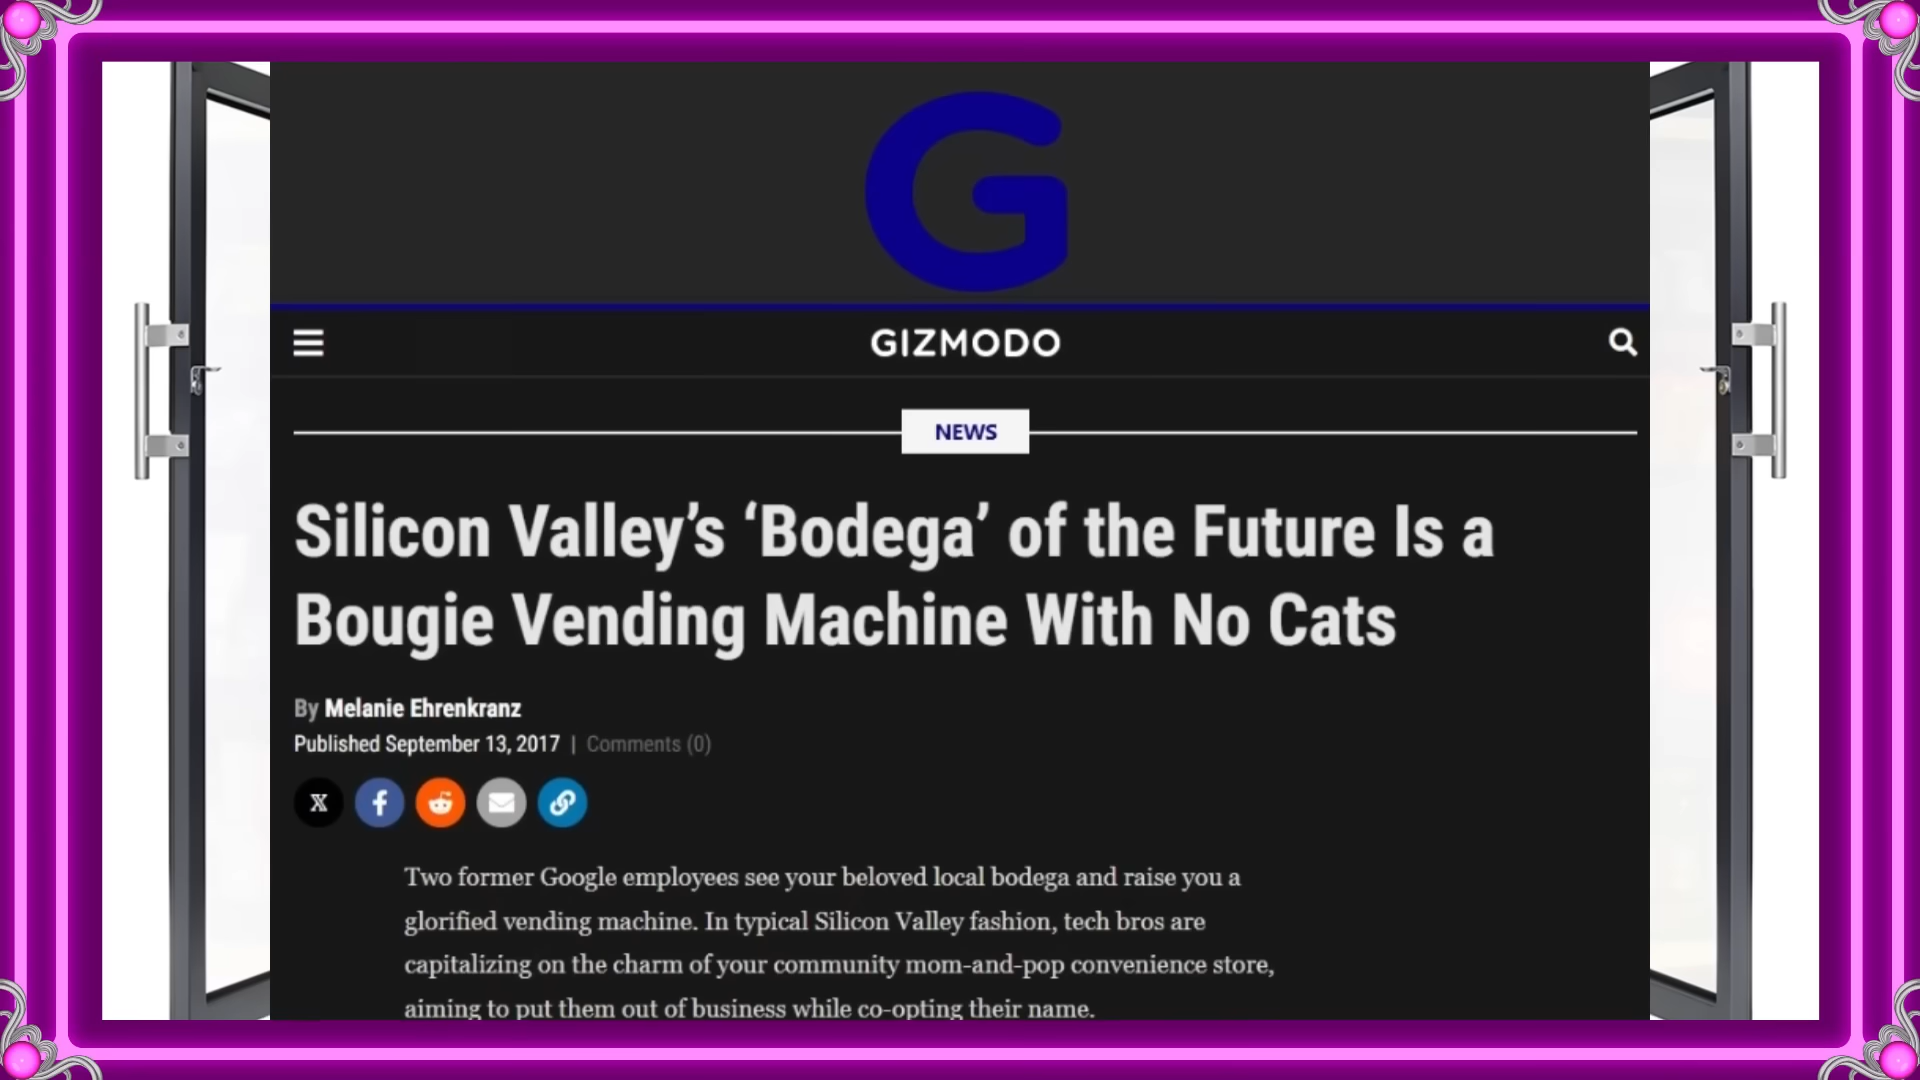 G
GIZMODO
NEWS
Silicon Valley’s ‘Bodega’ of the Future Is a
Bougie Vending Machine With No Cats
By Melanie Ehrenkranz
Published September 13, 2017 | Comments (0)
Two former Google employees see your beloved local bodega and raise you a
glorified vending machine. In typical Silicon Valley fashion, tech bros are
capitalizing on the charm of your community mom-and-pop convenience store,
aiming to put them out of business while co-opting their name.